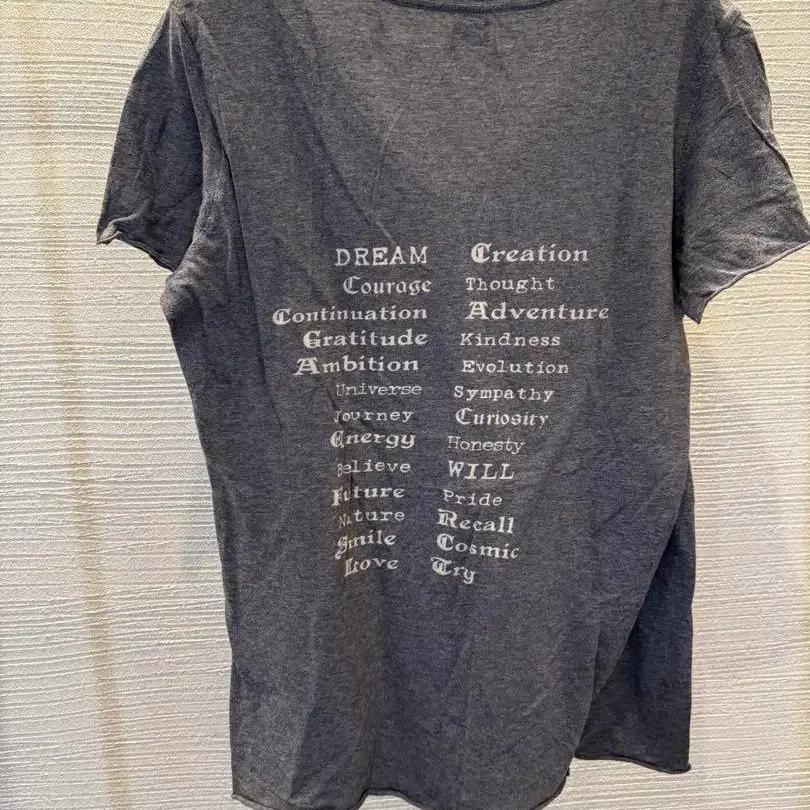 DREAM Creation
Courage Thought
Continuation Adventure
Gratitude Kindness
Ambition Evolution
Universe Sympathy
Journey Curiosity
Energy Honesty
Believe WILL
Future Pride
Nature Recall
Smile Cosmic
Love Try